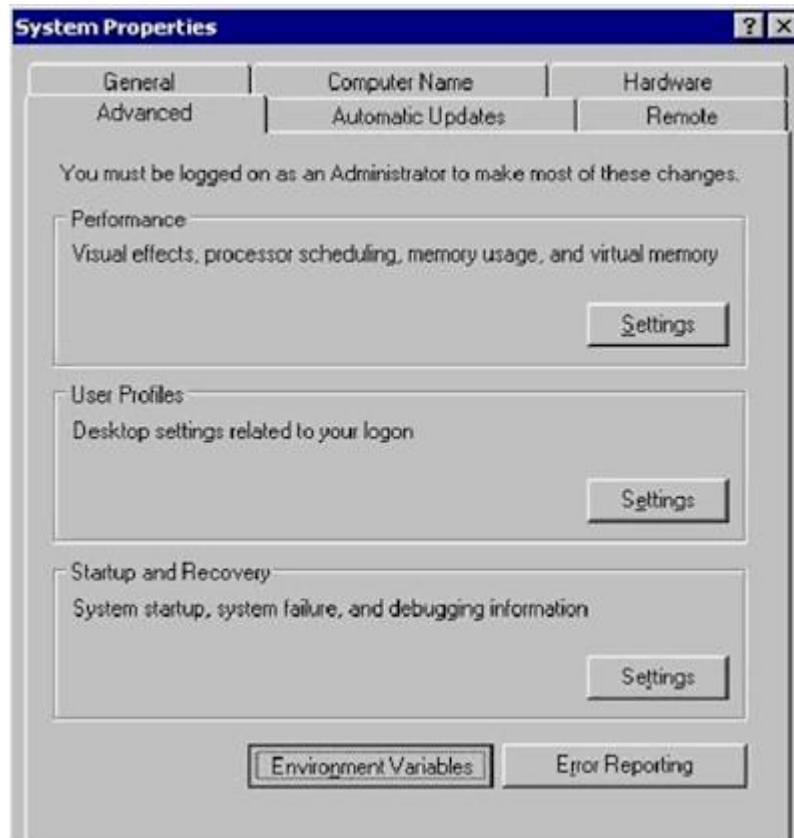 System Properties
General Computer Name Hardware
Advanced Automatic Updates Remote
You must be logged on as an Administrator to make most of these changes.
Performance
Visual effects, processor scheduling, memory usage, and virtual memory
Settings
User Profiles
Desktop settings related to your logon
Settings
Startup and Recovery
System startup, system failure, and debugging information
Settings
Environment Variables Error Reporting